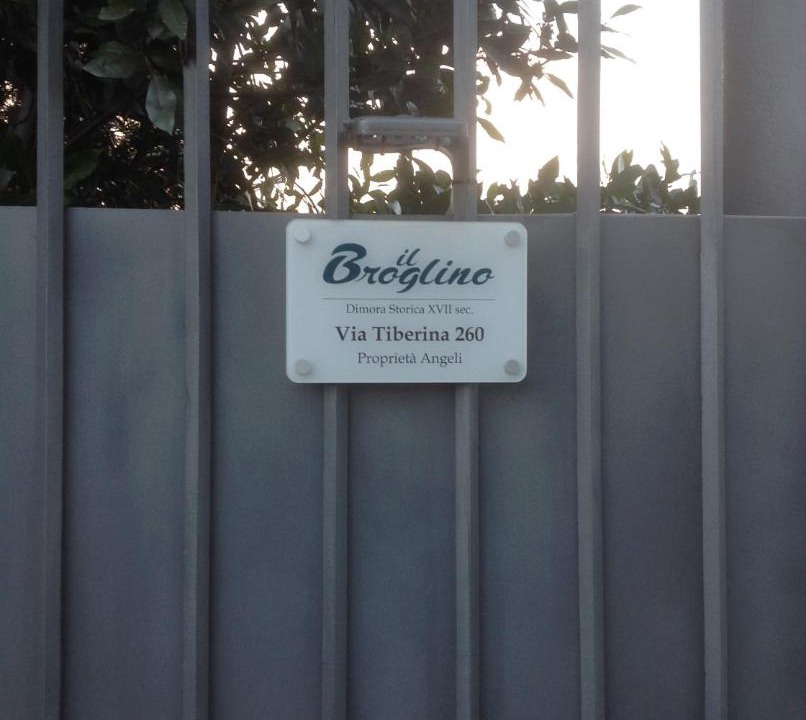 il
Broglino
Dimora Storica XVII sec.
Via Tiberina 260
Proprietà Angeli